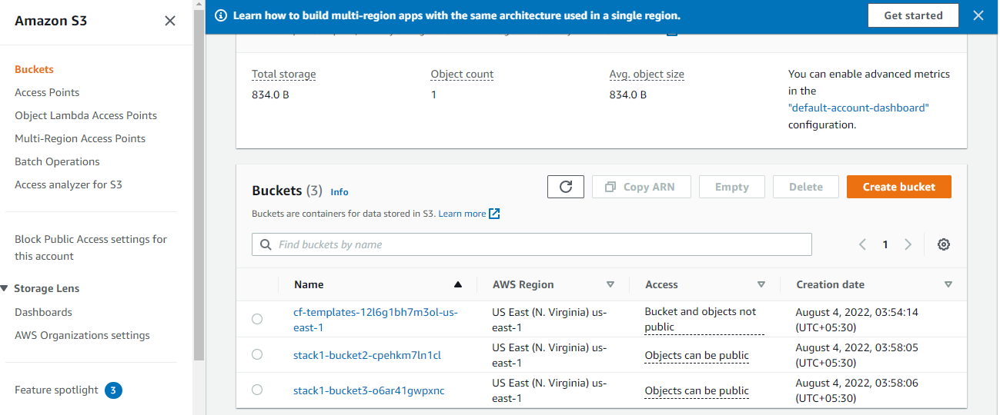 Amazon S3
Learn how to build multi-region apps with the same architecture used in a single region.
Get started
Buckets
Access Points
Object Lambda Access Points
Multi-Region Access Points
Batch Operations
Access analyzer for S3
Block Public Access settings for
this account
Storage Lens
Dashboards
AWS Organizations settings
Feature spotlight 3
Total storage
834.0 B
Object count
1
Avg. object size
834.0 B
You can enable advanced metrics
in the
"default-account-dashboard"
configuration.
Buckets (3) Info
Copy ARN
Empty
Delete
Create bucket
Buckets are containers for data stored in S3. Learn more
Find buckets by name
1
Name AWS Region Access Creation date
cf-templates-12l6g1bh7m3ol-us- US East (N. Virginia) us- Bucket and objects not August 4, 2022, 03:54:14
east-1 east-1 public (UTC+05:30)
stack1-bucket2-cpehkm7ln1cl US East (N. Virginia) us- Objects can be public August 4, 2022, 03:58:05
east-1 (UTC+05:30)
stack1-bucket3-o6ar41gwpxnc US East (N. Virginia) us- Objects can be public August 4, 2022, 03:58:06
east-1 (UTC+05:30)